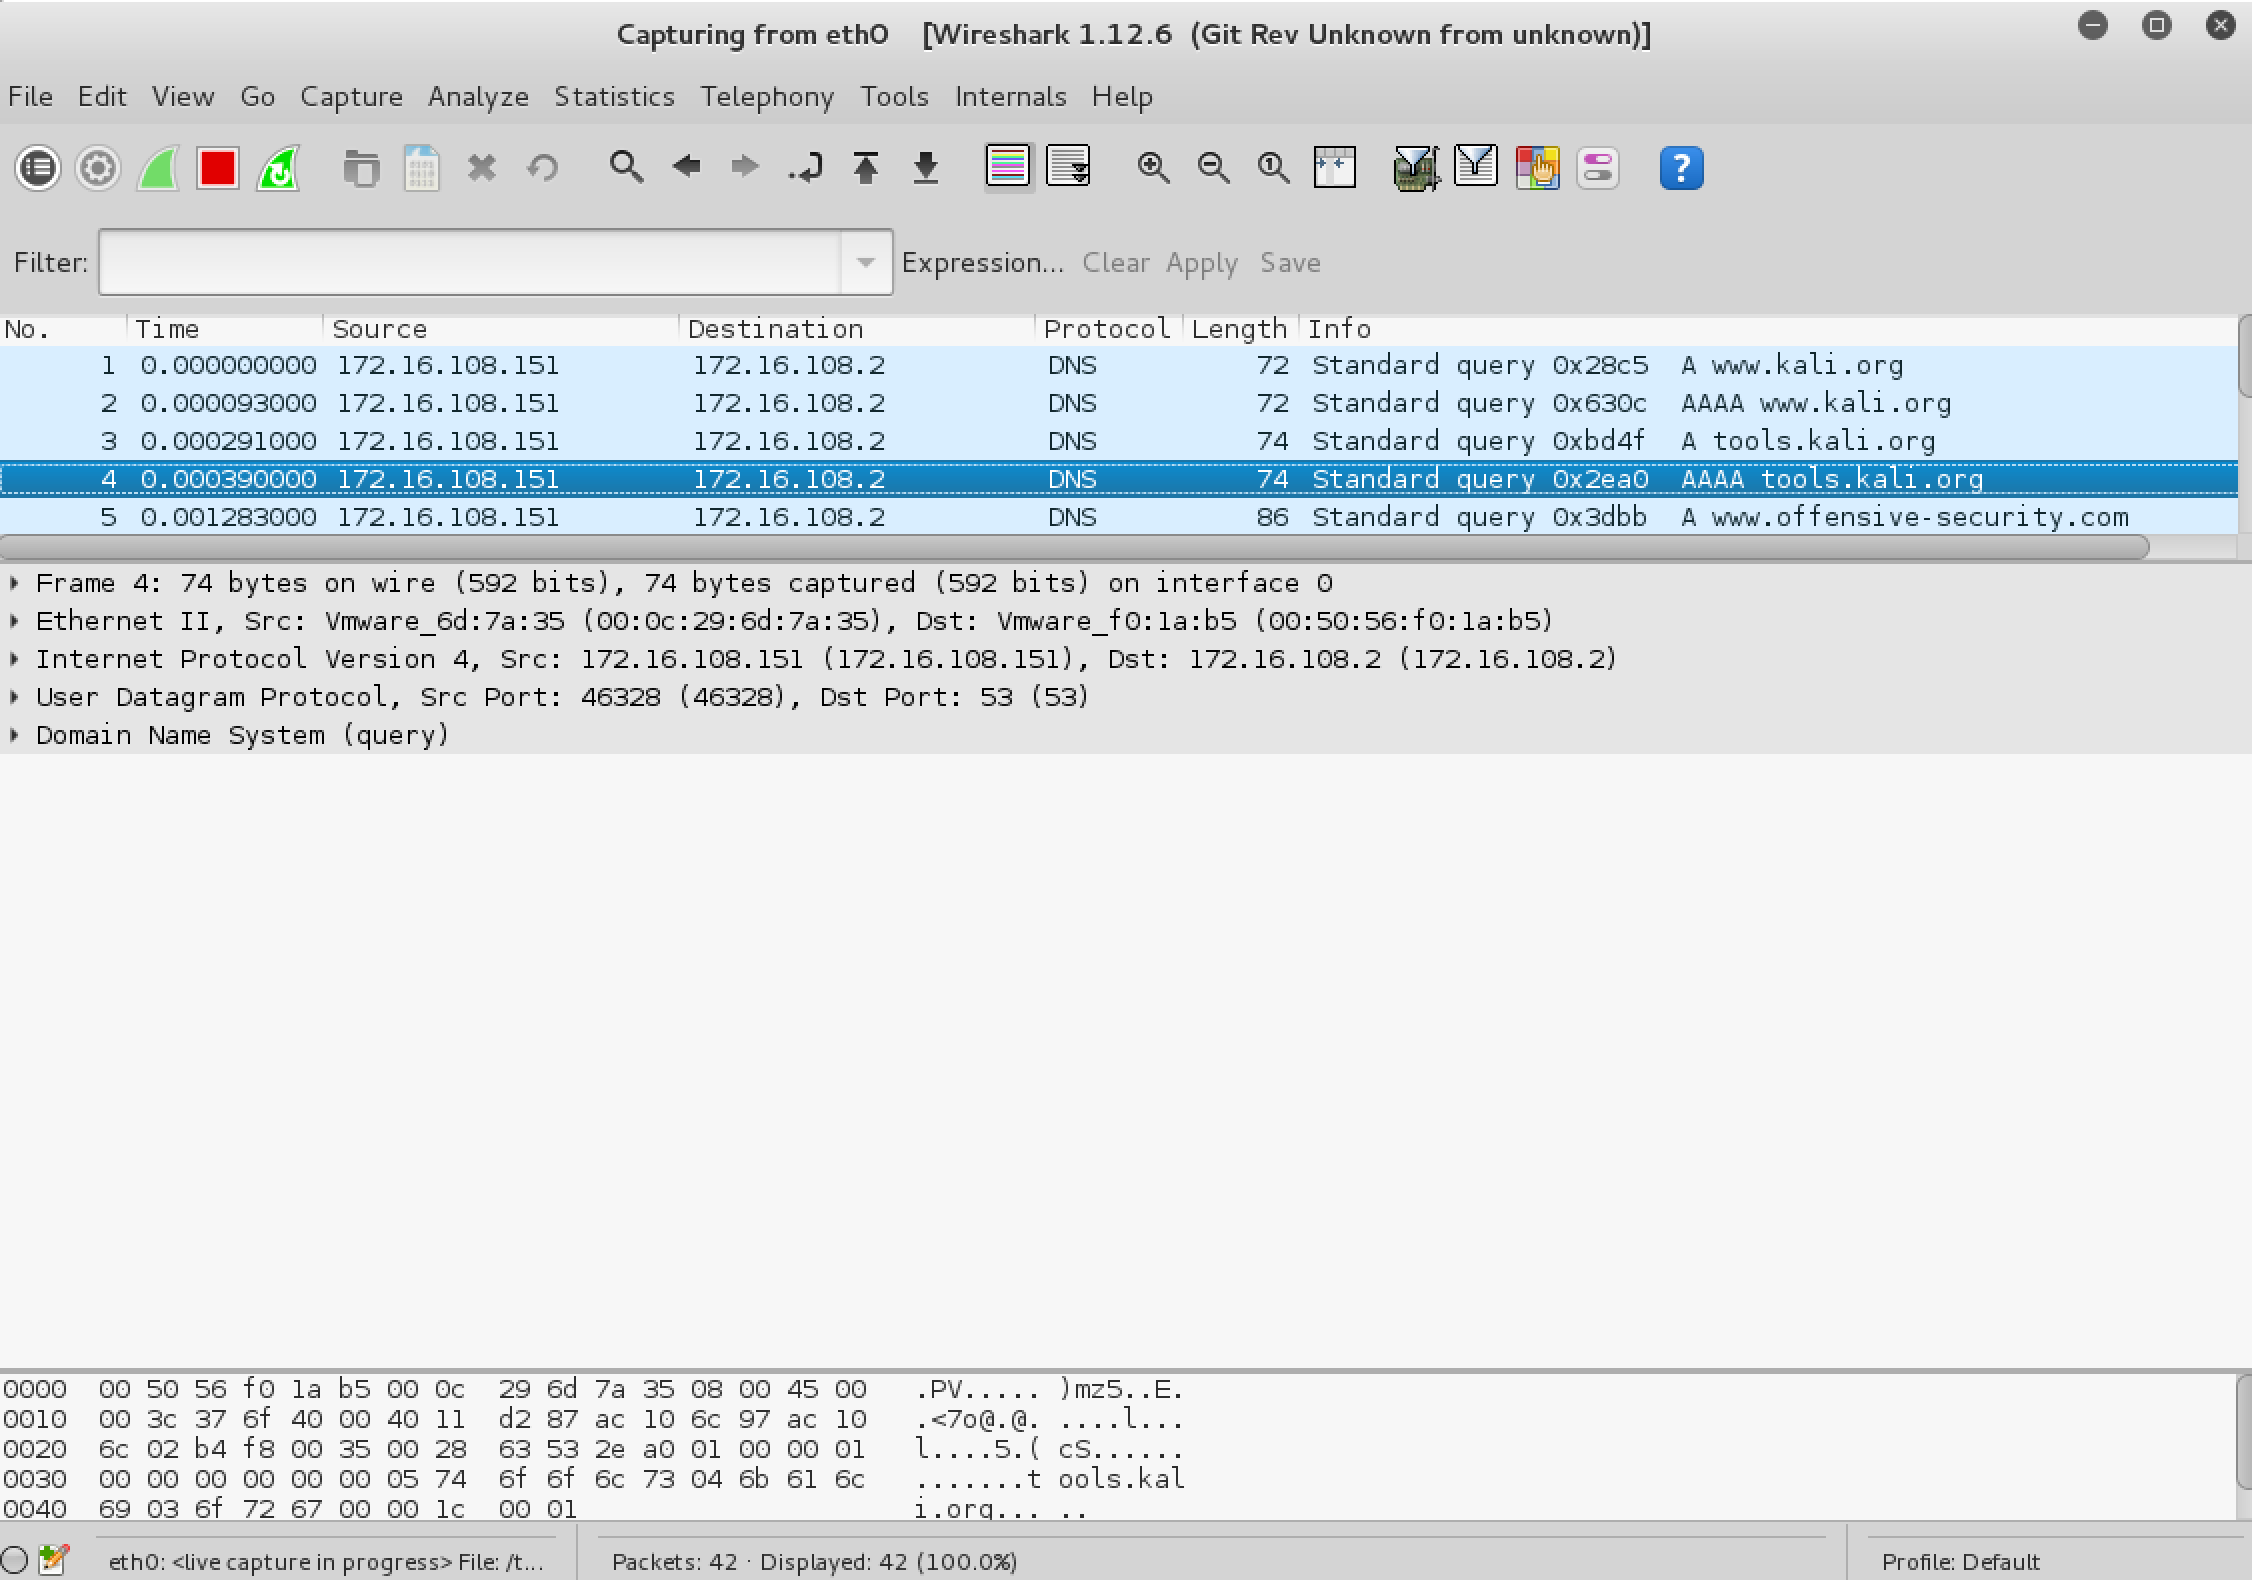 Capturing from eth0    [Wireshark 1.12.6  (Git Rev Unknown from unknown)]
File Edit View Go Capture Analyze Statistics Telephony Tools Internals Help
Filter: Expression... Clear Apply Save
No. Time Source Destination Protocol Length Info
1 0.000000000 172.16.108.151 172.16.108.2 DNS 72 Standard query 0x28c5  A www.kali.org
2 0.000093000 172.16.108.151 172.16.108.2 DNS 72 Standard query 0x630c  AAAA www.kali.org
3 0.000291000 172.16.108.151 172.16.108.2 DNS 74 Standard query 0xbd4f  A tools.kali.org
4 0.000390000 172.16.108.151 172.16.108.2 DNS 74 Standard query 0x2ea0  AAAA tools.kali.org
5 0.001283000 172.16.108.151 172.16.108.2 DNS 86 Standard query 0x3dbb  A www.offensive-security.com
Frame 4: 74 bytes on wire (592 bits), 74 bytes captured (592 bits) on interface 0
Ethernet II, Src: Vmware_6d:7a:35 (00:0c:29:6d:7a:35), Dst: Vmware_f0:1a:b5 (00:50:56:f0:1a:b5)
Internet Protocol Version 4, Src: 172.16.108.151 (172.16.108.151), Dst: 172.16.108.2 (172.16.108.2)
User Datagram Protocol, Src Port: 46328 (46328), Dst Port: 53 (53)
Domain Name System (query)
0000  00 50 56 f0 1a b5 00 0c  29 6d 7a 35 08 00 45 00   .PV..... )mz5..E.
0010  00 3c 37 6f 40 00 40 11  d2 87 ac 10 6c 97 ac 10   .<7o@.@. ....l...
0020  6c 02 b4 f8 00 35 00 28  63 53 2e a0 01 00 00 01   l....5.( cS......
0030  00 00 00 00 00 00 05 74  6f 6f 6c 73 04 6b 61 6c   .......t ools.kal
0040  69 03 6f 72 67 00 00 1c  00 01   i.org... ..
eth0: <live capture in progress> File: /t... Packets: 42 · Displayed: 42 (100.0%) Profile: Default